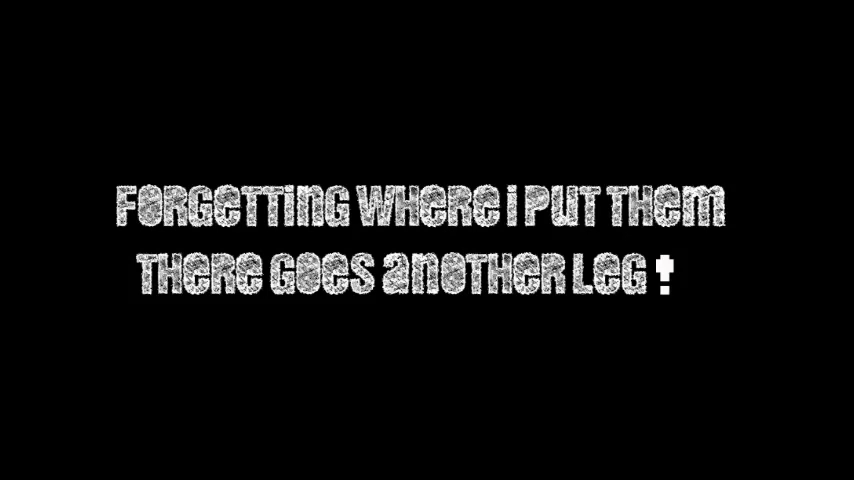 FORGETTING WHERE I PUT THEM
THERE GOES ANOTHER LEG !